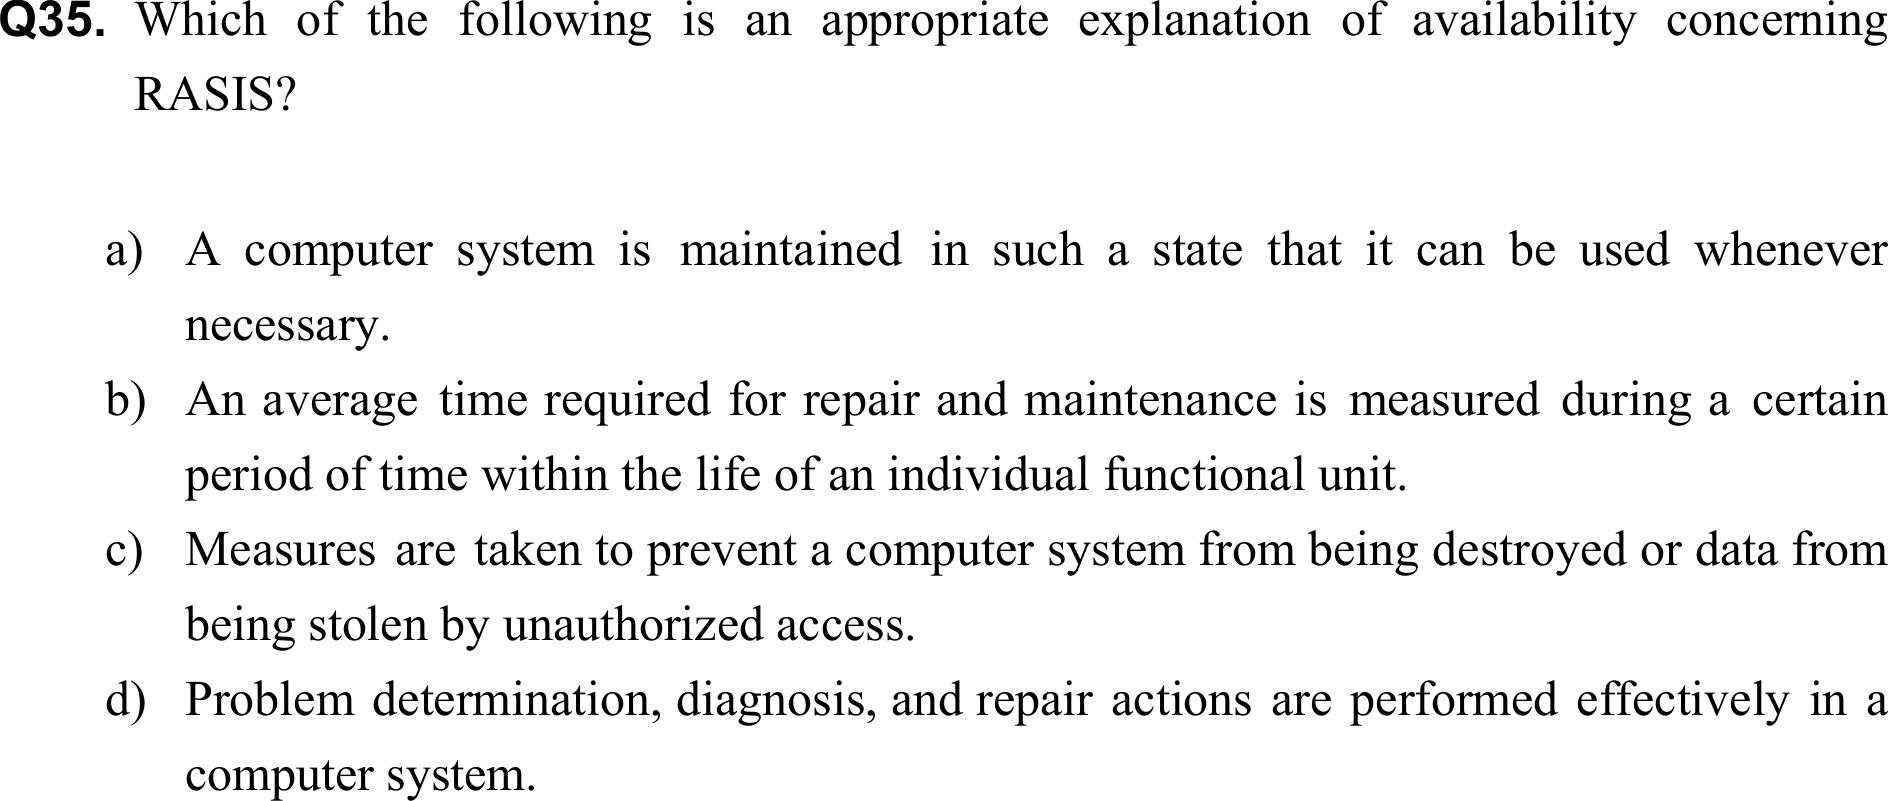 Q35. Which of the following is an appropriate explanation of availability concerning
RASIS?
a) A computer system is maintained in such a state that it can be used whenever
necessary.
b) An average time required for repair and maintenance is measured during a certain
period of time within the life of an individual functional unit.
c) Measures are taken to prevent a computer system from being destroyed or data from
being stolen by unauthorized access.
d) Problem determination, diagnosis, and repair actions are performed effectively in a
computer system.